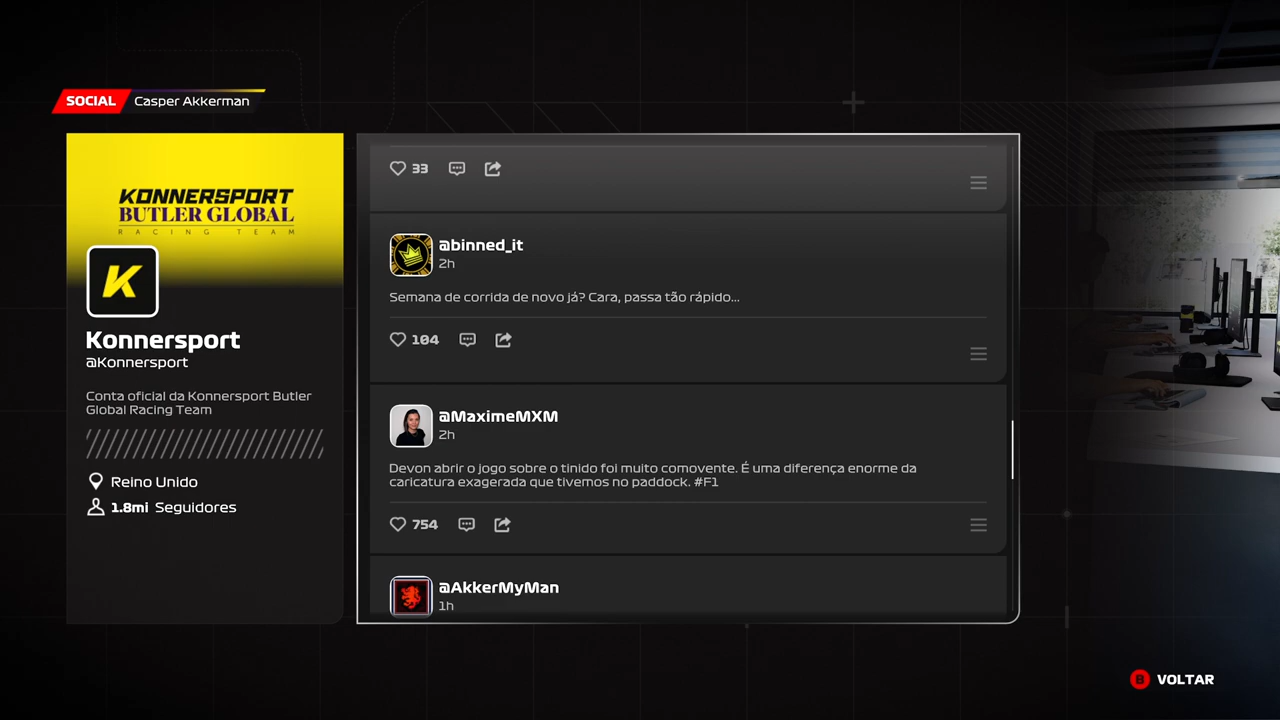 SOCIAL Casper Akkerman
KONNERSPORT
BUTLER GLOBAL
RACING TEAM
K
Konnersport
@Konnersport
Conta oficial da Konnersport Butler
Global Racing Team
Reino Unido
1.8mi Seguidores
33
@binned_it
2h
Semana de corrida de novo já? Cara, passa tão rápido...
104
@MaximeMXM
2h
Devon abrir o jogo sobre o tinido foi muito comovente. É uma diferença enorme da
caricatura exagerada que tivemos no paddock. #F1
754
@AkkerMyMan
1h
B VOLTAR